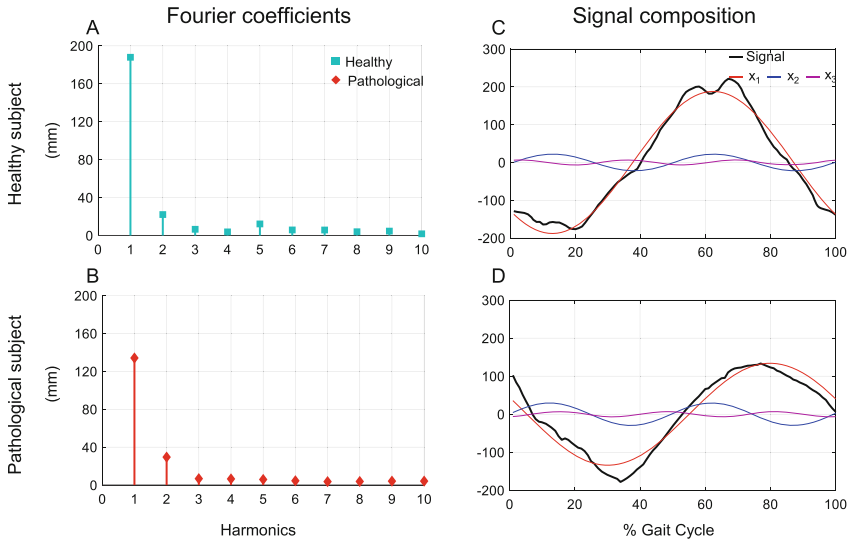 Fourier coefficients
Signal composition
A
C
Healthy subject
(mm)
200
160
120
80
40
0
Healthy
Pathological
0 1 2 3 4 5 6 7 8 9 10
300
200
100
0
-100
-200
Signal
x1 x2 x3
0 20 40 60 80 100
B
D
Pathological subject
(mm)
200
160
120
80
40
0
0 1 2 3 4 5 6 7 8 9 10
Harmonics
300
200
100
0
-100
-200
0 20 40 60 80 100
% Gait Cycle